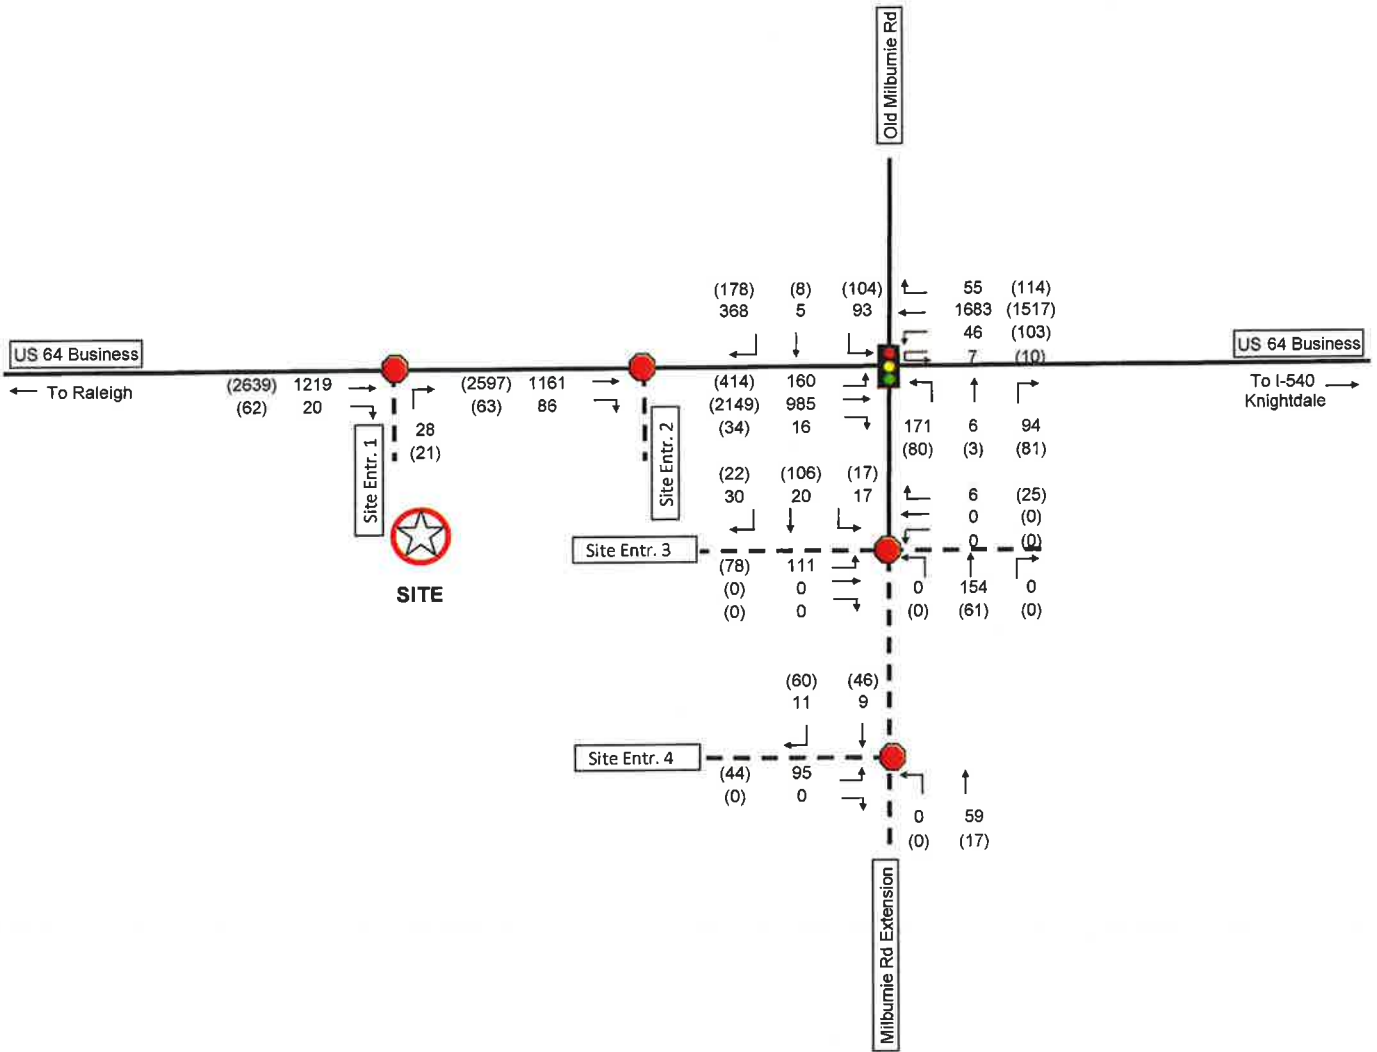 Old Milburnie Rd
(178) (8) (104) 55 (114)
368 5 93 1683 (1517)
46 (103)
7 (10)
US 64 Business
US 64 Business
To Raleigh
To I-540
Knightdale
(2639) 1219 (2597) 1161 (414) 160
(62) 20 (63) 86 (2149) 985
(34) 16
28
(21)
171 6 94
(80) (3) (81)
Site Entr. 1
Site Entr. 2
(22) (106) (17)
30 20 17 6 (25)
0 (0)
0 (0)
Site Entr. 3
(78) 111
(0) 0 0 154 0
(0) 0 (0) (61) (0)
SITE
(60) (46)
11 9
Site Entr. 4
(44) 95
(0) 0
0 59
(0) (17)
Milburnie Rd Extension